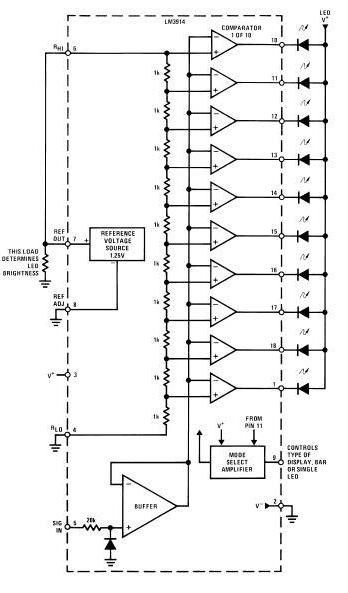 LM3914
COMPARATOR
1 OF 10
LED
V+
RHI
6
10
1k
11
1k
12
1k
13
1k
14
1k
15
REF
OUT
7
REFERENCE
VOLTAGE
SOURCE
1.25V
1k
THIS LOAD
DETERMINES
LED
BRIGHTNESS
16
1k
REF
ADJ
8
17
1k
18
1k
V+
3
1
1k
RLO
4
V+
FROM
PIN 11
MODE
SELECT
AMPLIFIER
9
CONTROLS
TYPE OF
DISPLAY, BAR
OR SINGLE
LED
V−
2
BUFFER
SIG
IN
5
20k